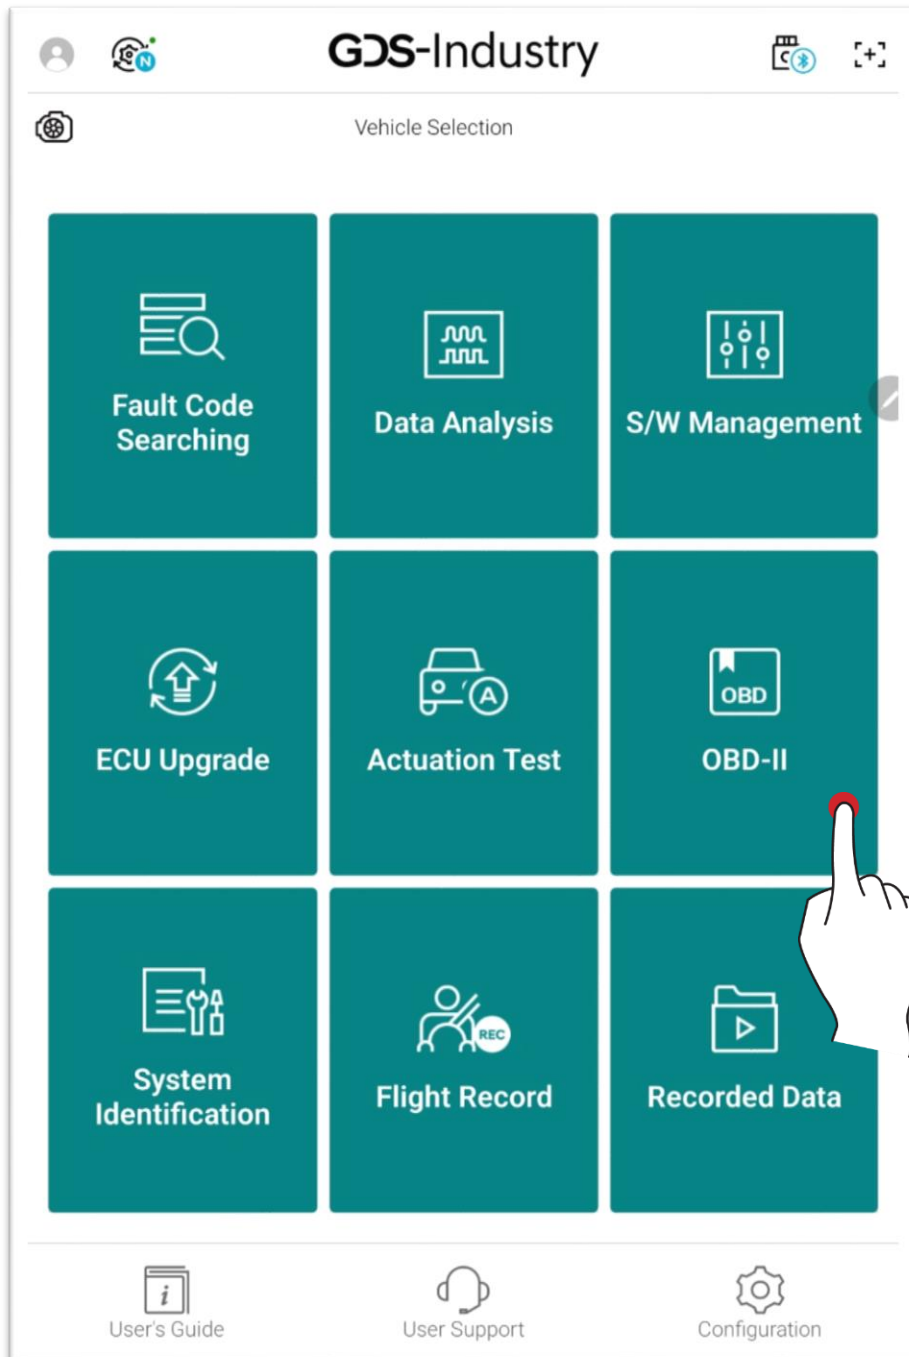 GDS-Industry
N
C
[+]
Vehicle Selection
Fault Code
Searching
Data Analysis
S/W Management
ECU Upgrade
A
Actuation Test
OBD
OBD-II
System
Identification
REC
Flight Record
Recorded Data
i
User's Guide
User Support
Configuration